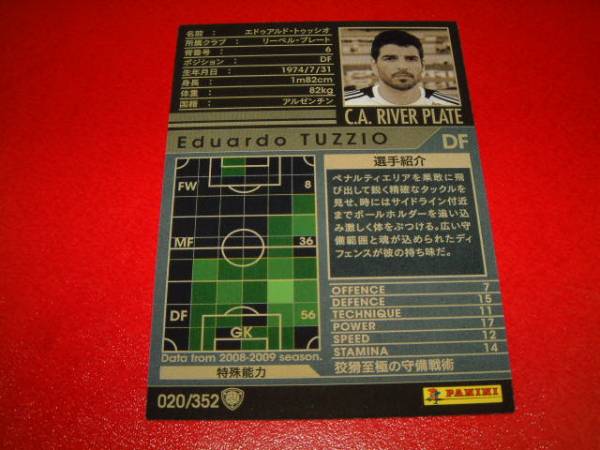 名前 : エドゥアルド・トゥッシオ
所属クラブ : リーベル・プレート
背番号 : 6
ポジション : DF
生年月日 : 1974/7/31
身長 : 1m82cm
体重 : 82kg
国籍 : アルゼンチン
C.A. RIVER PLATE
Eduardo TUZZIO
DF
FW 8
MF 36
DF 56
GK
Data from 2008-2009 season.
特殊能力
選手紹介
ペナルティエリアを果敢に飛
び出して鋭く精確なタックルを
見せ、時にはサイドライン付近
までボールホルダーを追い込
み激しく体をぶつける。広い守
備範囲と魂が込められたディ
フェンスが彼の持ち味だ。
OFFENCE 7
DEFENCE 15
TECHNIQUE 11
POWER 17
SPEED 12
STAMINA 14
狡猾至極の守備戦術
020/352
PANINI